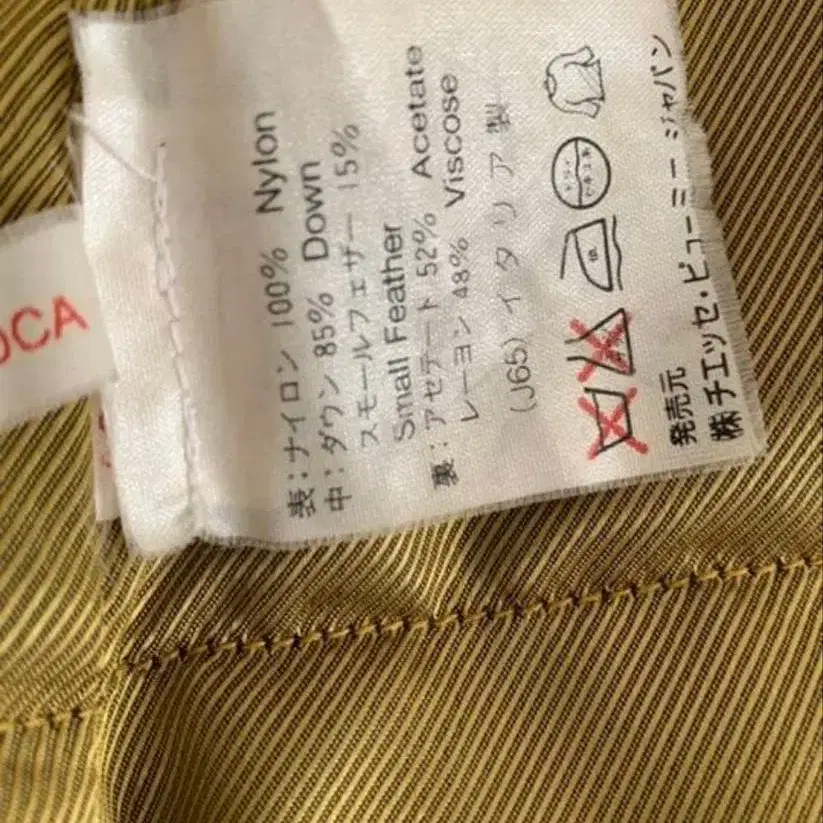 OCA
表：ナイロン 100% Nylon
中：ダウン 85% Down
スモールフェザー 15%
Small Feather
裏：アセテート 52% Acetate
レーヨン 48% Viscose
(J65) イタリア製
発売元
㈱チエッセ・ピューミージャパン